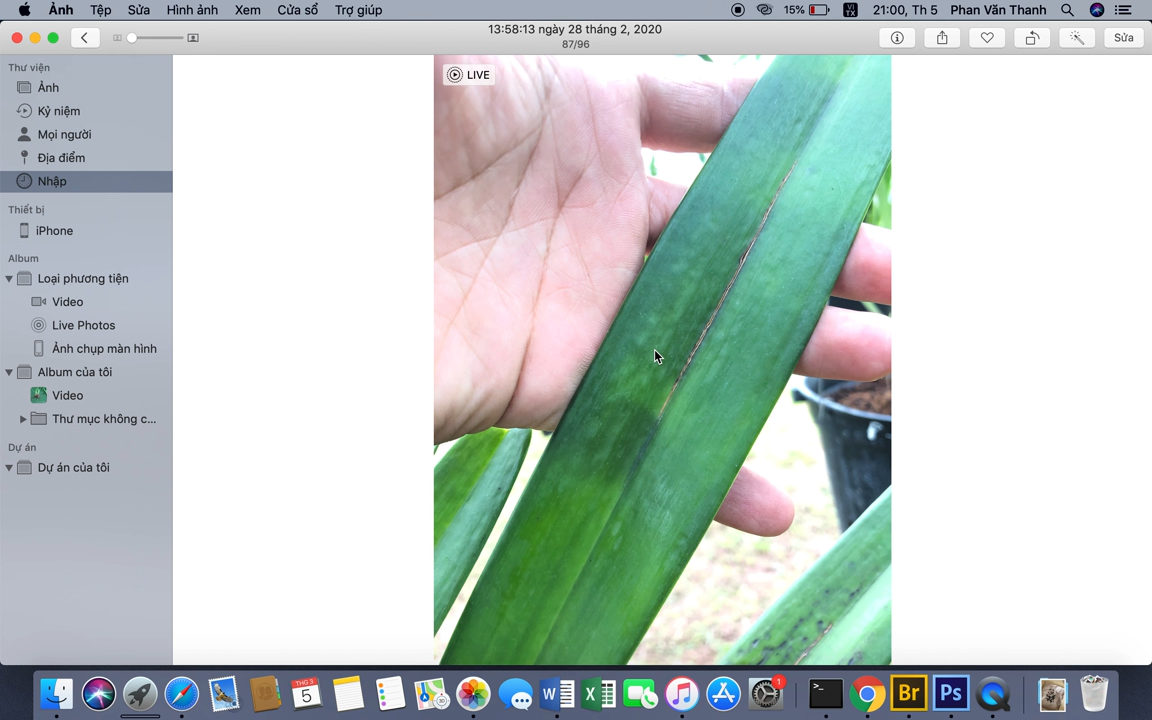 Ảnh Tệp Sửa Hình ảnh Xem Cửa sổ Trợ giúp 15% VI TX 21:00, Th 5 Phan Văn Thanh
13:58:13 ngày 28 tháng 2, 2020
87/96
Sửa
LIVE
Thư viện
Ảnh
Kỷ niệm
Mọi người
Địa điểm
Nhập
Thiết bị
iPhone
Album
Loại phương tiện
Video
Live Photos
Ảnh chụp màn hình
Album của tôi
Video
Thư mục không c...
Dự án
Dự án của tôi
THG 3
5
W
X
>_
Br
Ps
1